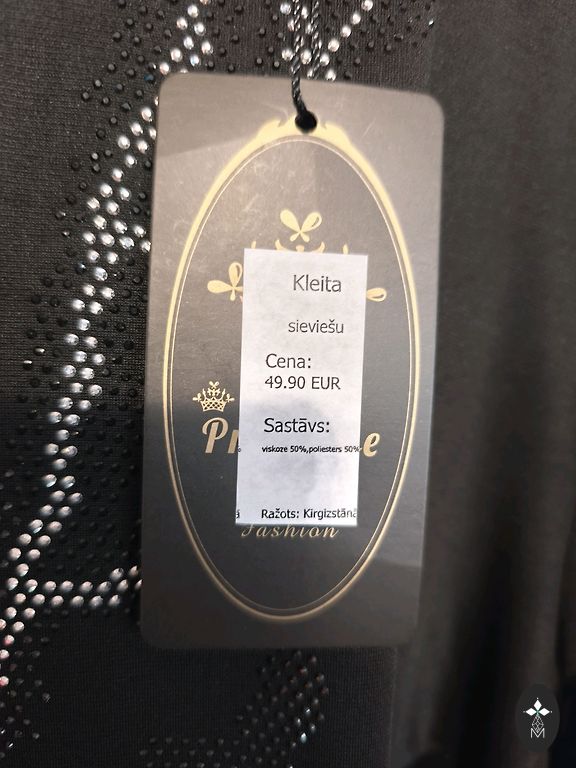 Kleita
sieviešu
Cena:
49.90 EUR
Sastāvs:
viskoze 50%,poliesters 50%
Ražots: Kirgizstānā
Fashion